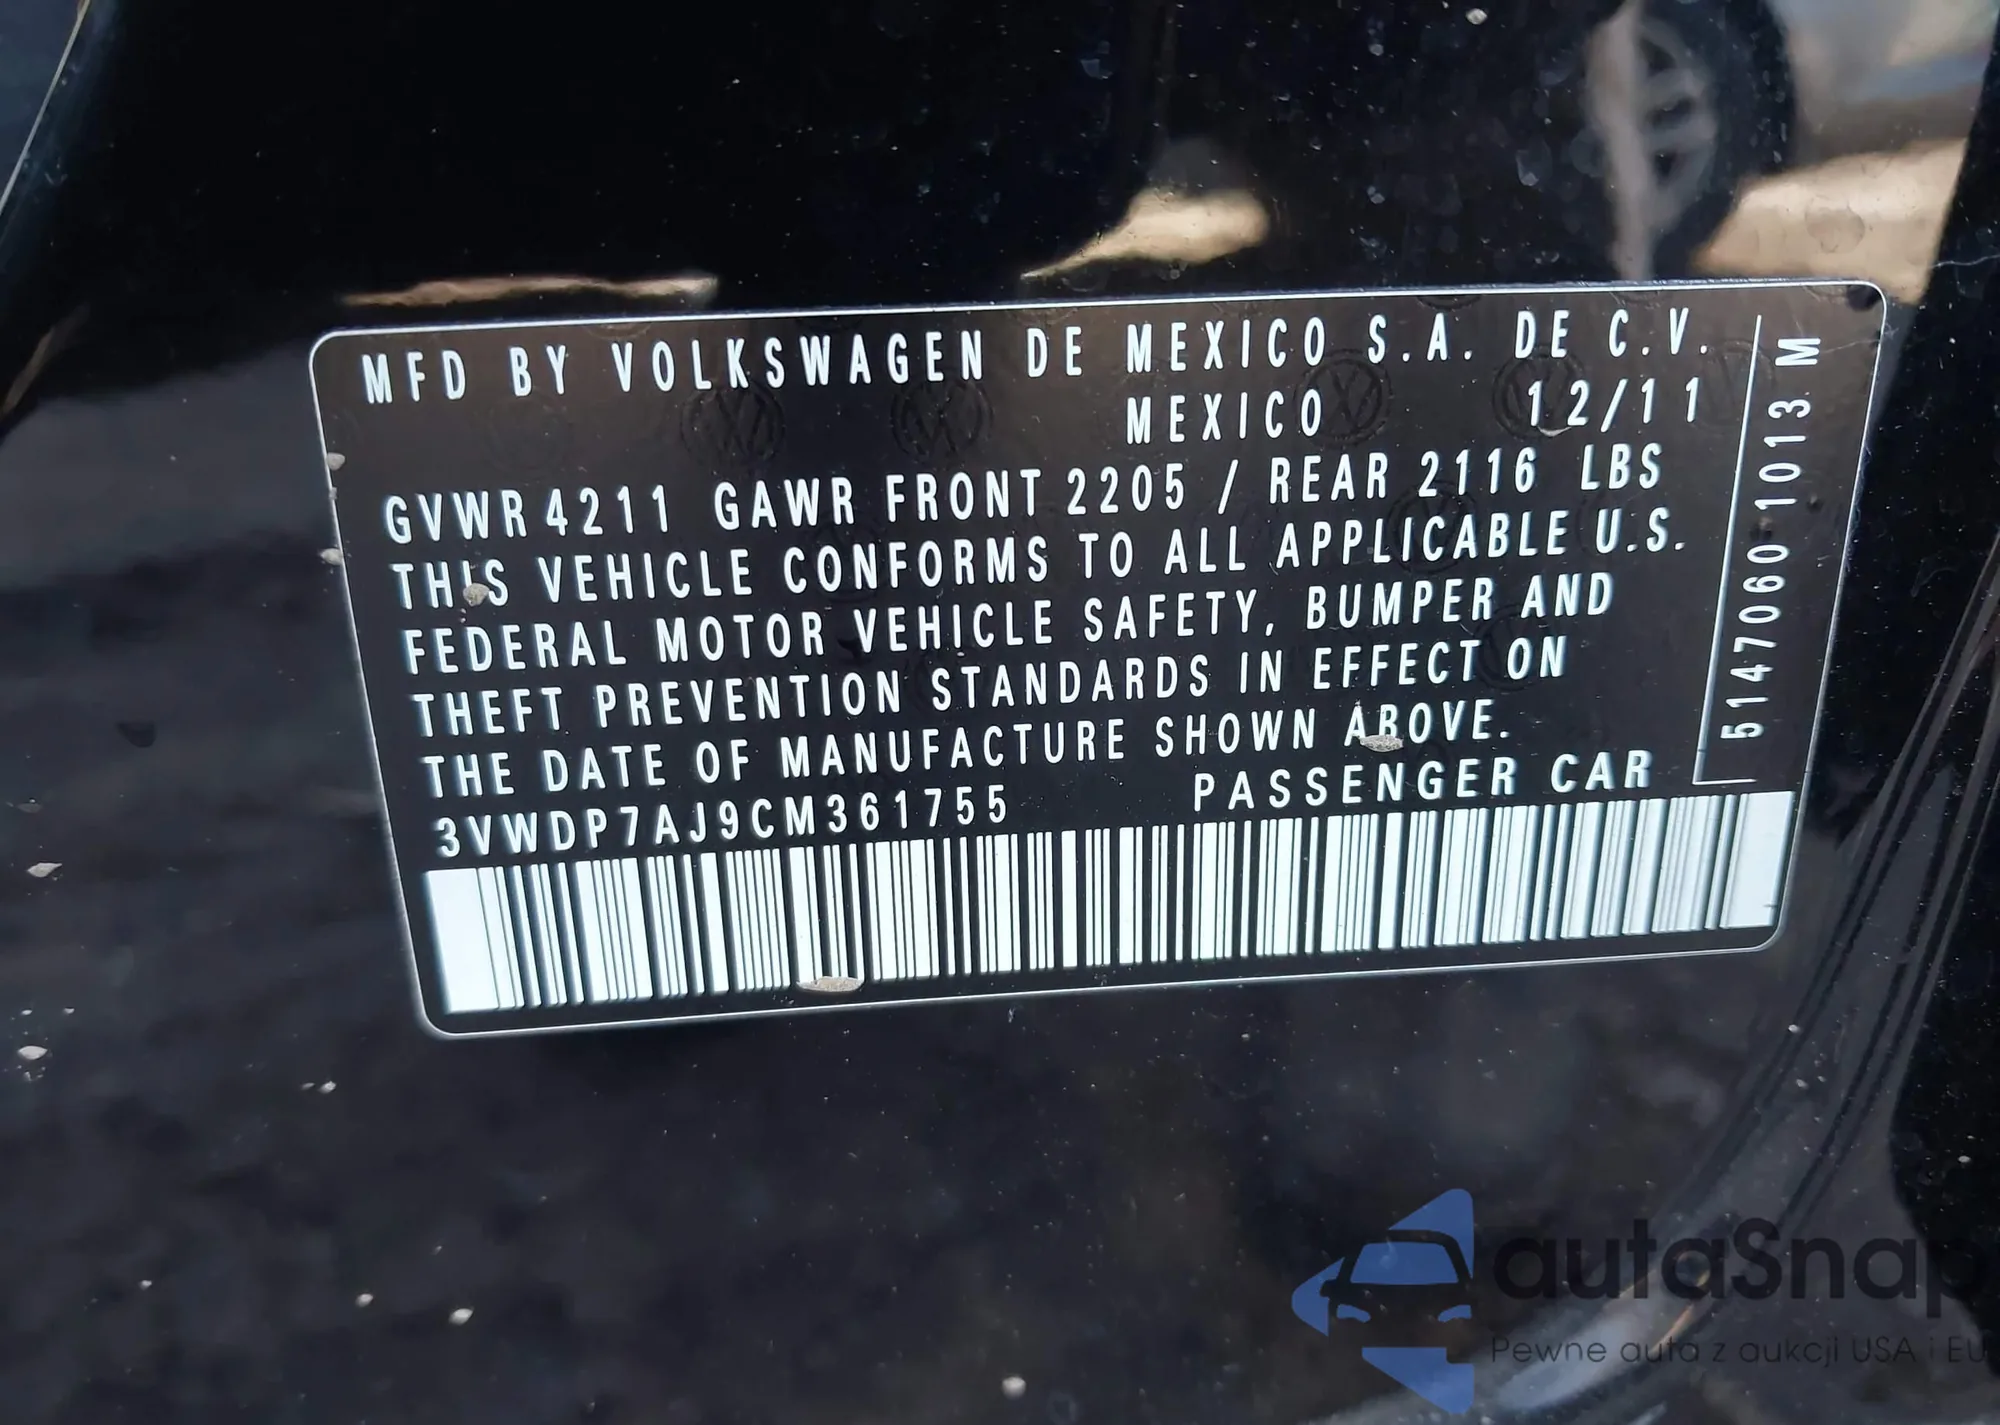 MFD BY VOLKSWAGEN DE MEXICO S.A. DE C.V.
MEXICO 12/11
GVWR 4211 GAWR FRONT 2205 / REAR 2116 LBS
THIS VEHICLE CONFORMS TO ALL APPLICABLE U.S.
FEDERAL MOTOR VEHICLE SAFETY, BUMPER AND
THEFT PREVENTION STANDARDS IN EFFECT ON
THE DATE OF MANUFACTURE SHOWN ABOVE.
3VWDP7AJ9CM361755 PASSENGER CAR
5147060 1013 M
autaSnap
Pewne auta z aukcji USA i EU